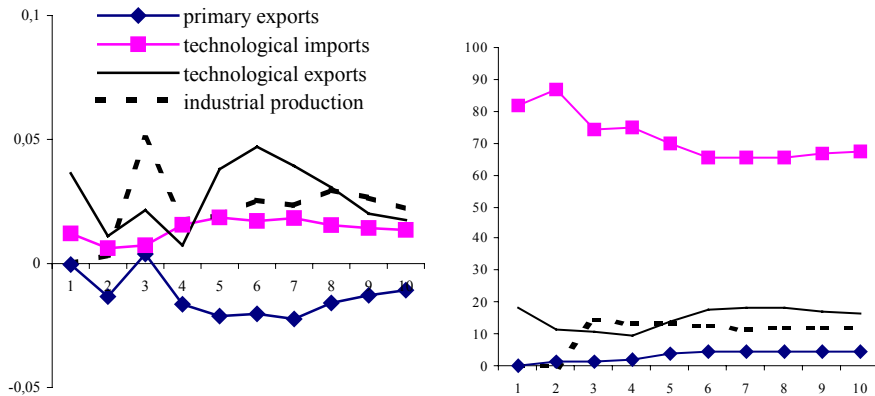 0,1
primary exports
technological imports
technological exports
industrial production
0,05
0
1 2 3 4 5 6 7 8 9 10
-0,05
100
90
80
70
60
50
40
30
20
10
0
1 2 3 4 5 6 7 8 9 10